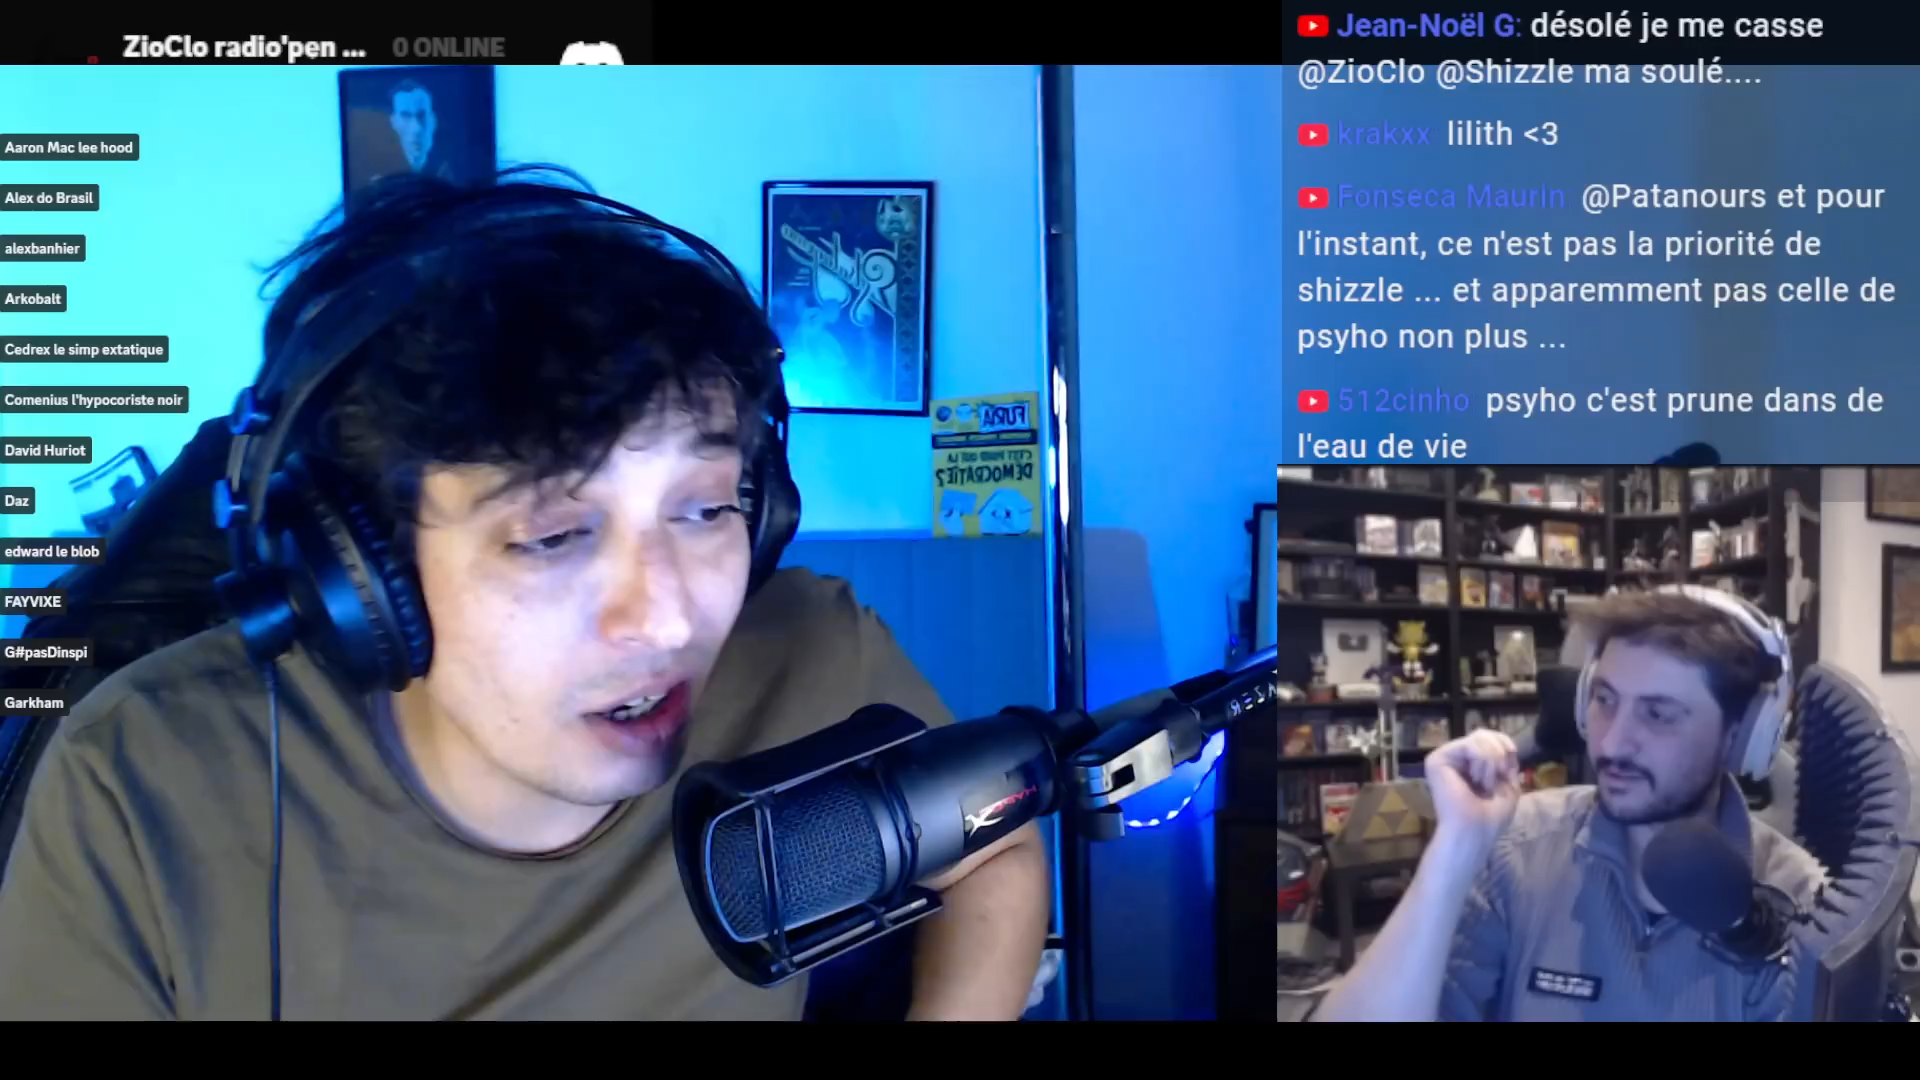 ZioClo radio'pen ... 0 ONLINE
Aaron Mac lee hood
Alex do Brasil
alexbanhier
Arkobalt
Cedrex le simp extatique
Comenius l'hypocoriste noir
David Huriot
Daz
edward le blob
FAYVIXE
G#pasDinspi
Garkham
Jean-Noël G: désolé je me casse
@ZioClo @Shizzle ma soulé....
krakxx lilith <3
Fonseca Maurin @Patanours et pour
l'instant, ce n'est pas la priorité de
shizzle ... et apparemment pas celle de
psyho non plus ...
512cinho psyho c'est prune dans de
l'eau de vie
FURIA
DÉMOCRATIE?